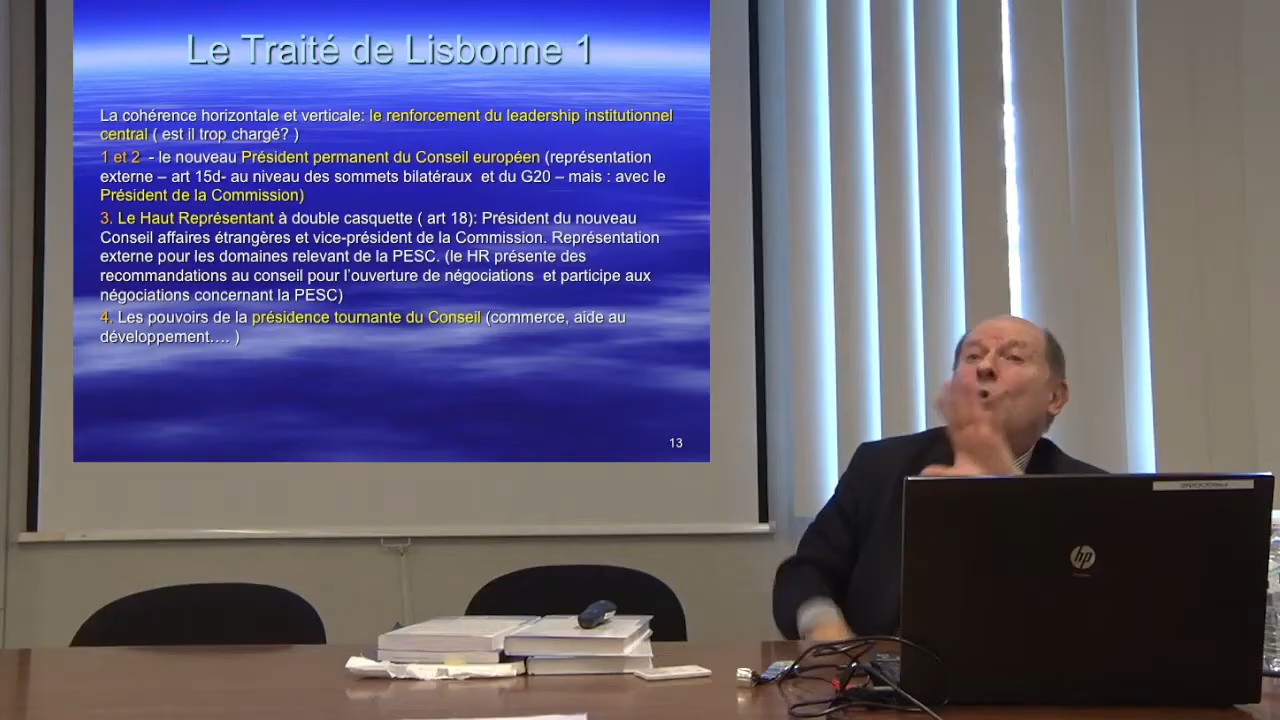 Le Traité de Lisbonne 1
La cohérence horizontale et verticale: le renforcement du leadership institutionnel
central ( est il trop chargé? )
1 et 2 - le nouveau Président permanent du Conseil européen (représentation
externe – art 15d- au niveau des sommets bilatéraux et du G20 – mais : avec le
Président de la Commission)
3. Le Haut Représentant à double casquette ( art 18): Président du nouveau
Conseil affaires étrangères et vice-président de la Commission. Représentation
externe pour les domaines relevant de la PESC. (le HR présente des
recommandations au conseil pour l’ouverture de négociations et participe aux
négociations concernant la PESC)
4. Les pouvoirs de la présidence tournante du Conseil (commerce, aide au
développement…. )
13
hp